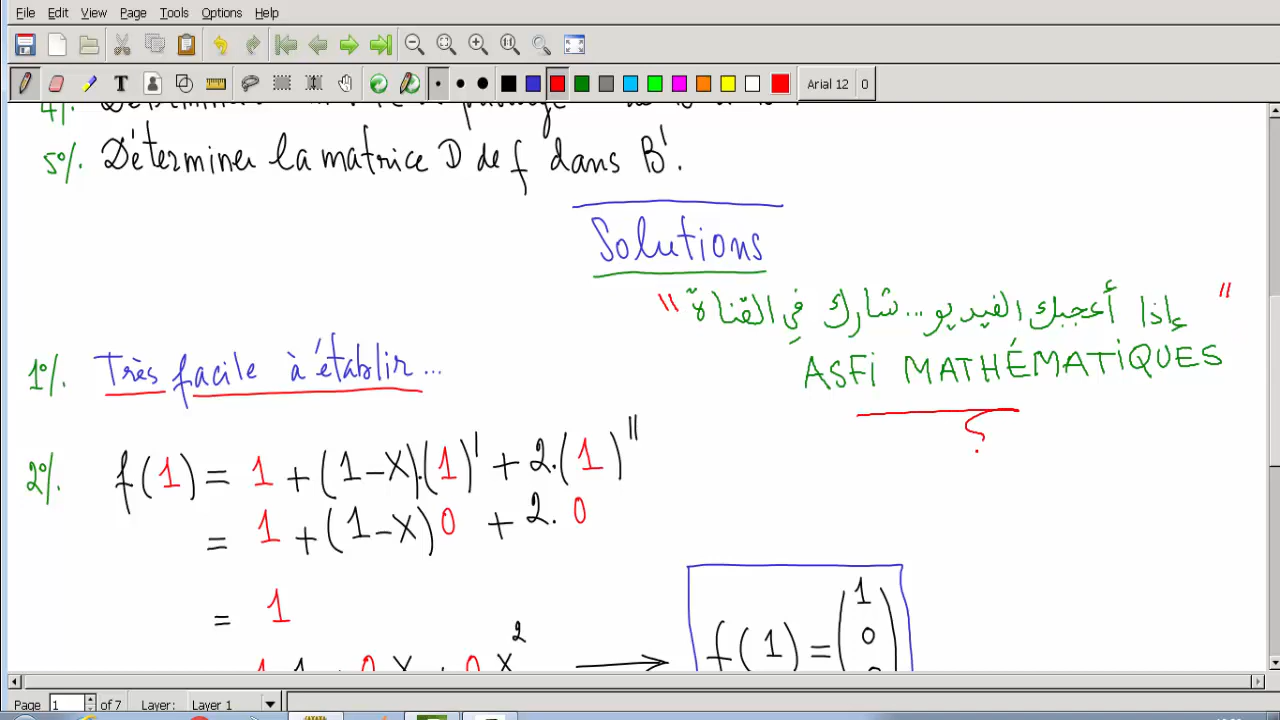 File Edit View Page Tools Options Help
Arial 12 0
5°/. Déterminer la matrice D de f dans B'.
Solutions
"إذا أعجبك الفيديو... شارك في القناة"
ASFi MATHÉMATiQUES
?
1°/. Très facile à établir...
2°/. f(1) = 1 + (1-X).(1)' + 2.(1)''
= 1 + (1-X)0 + 2.0
= 1
f(1) = (1 0
X²
Page 1 of 7 Layer: Layer 1